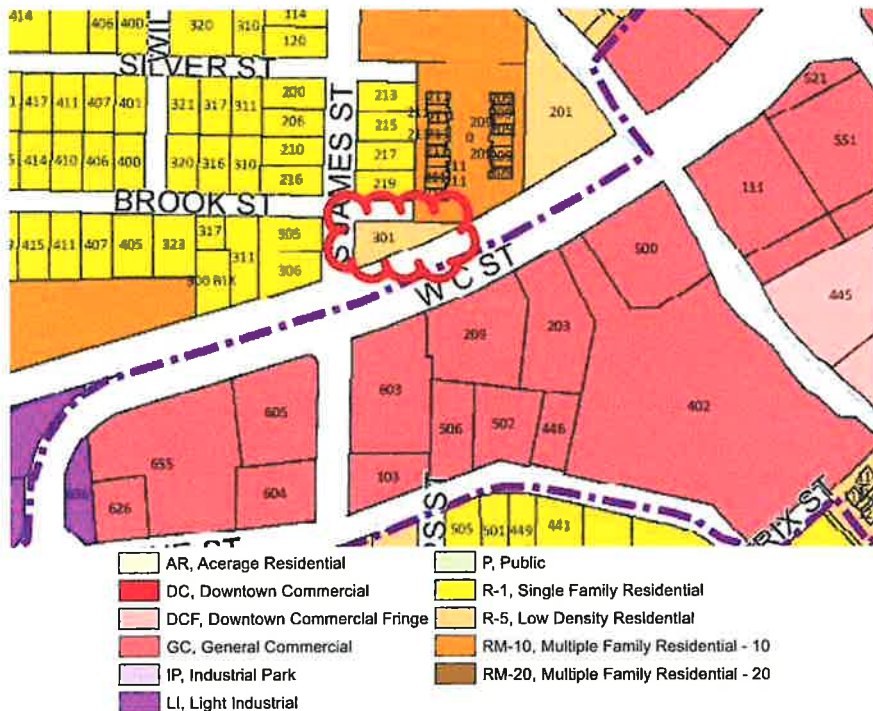 414 406 400 WIL 320 310 114
120
SILVER ST
417 411 407 401 321 317 311 200 213
206 215
414 410 406 400 320 316 310 210 217
216 219
S JAMES ST
201
BROOK ST
415 411 407 405 323 317 311 305 301
306
W C ST
521
551
111
500
445
209 203
603
402
605
655
506 502 446
103
626 604
505 501 449 441
RIX ST
AR, Acerage Residential
DC, Downtown Commercial
DCF, Downtown Commercial Fringe
GC, General Commercial
IP, Industrial Park
LI, Light Industrial
P, Public
R-1, Single Family Residential
R-5, Low Density Residential
RM-10, Multiple Family Residential - 10
RM-20, Multiple Family Residential - 20